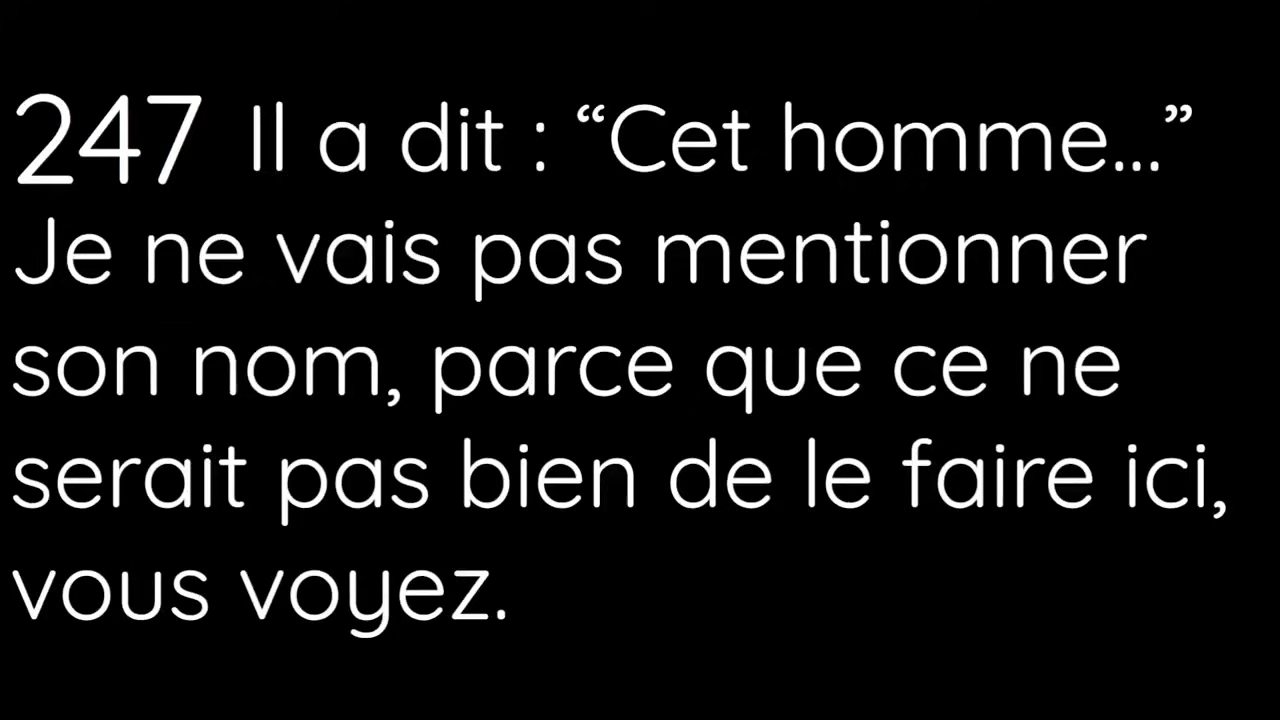 247 Il a dit : “Cet homme...”
Je ne vais pas mentionner
son nom, parce que ce ne
serait pas bien de le faire ici,
vous voyez.